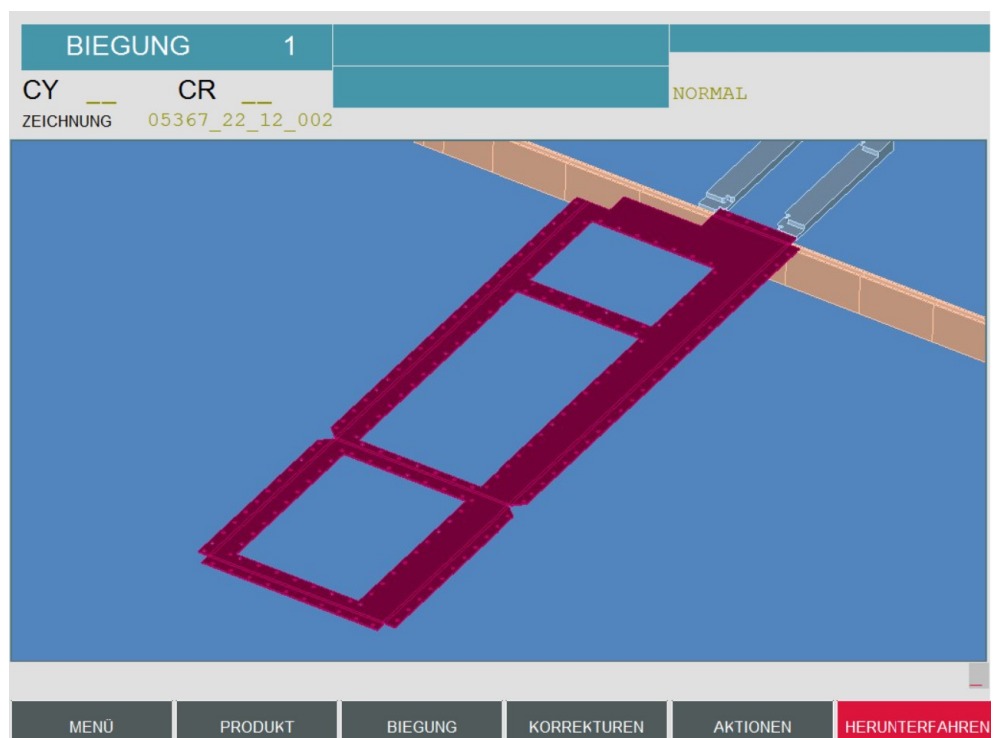 BIEGUNG 1
CY __ CR __
NORMAL
ZEICHNUNG 05367_22_12_002
MENÜ PRODUKT BIEGUNG KORREKTUREN AKTIONEN HERUNTERFAHREN